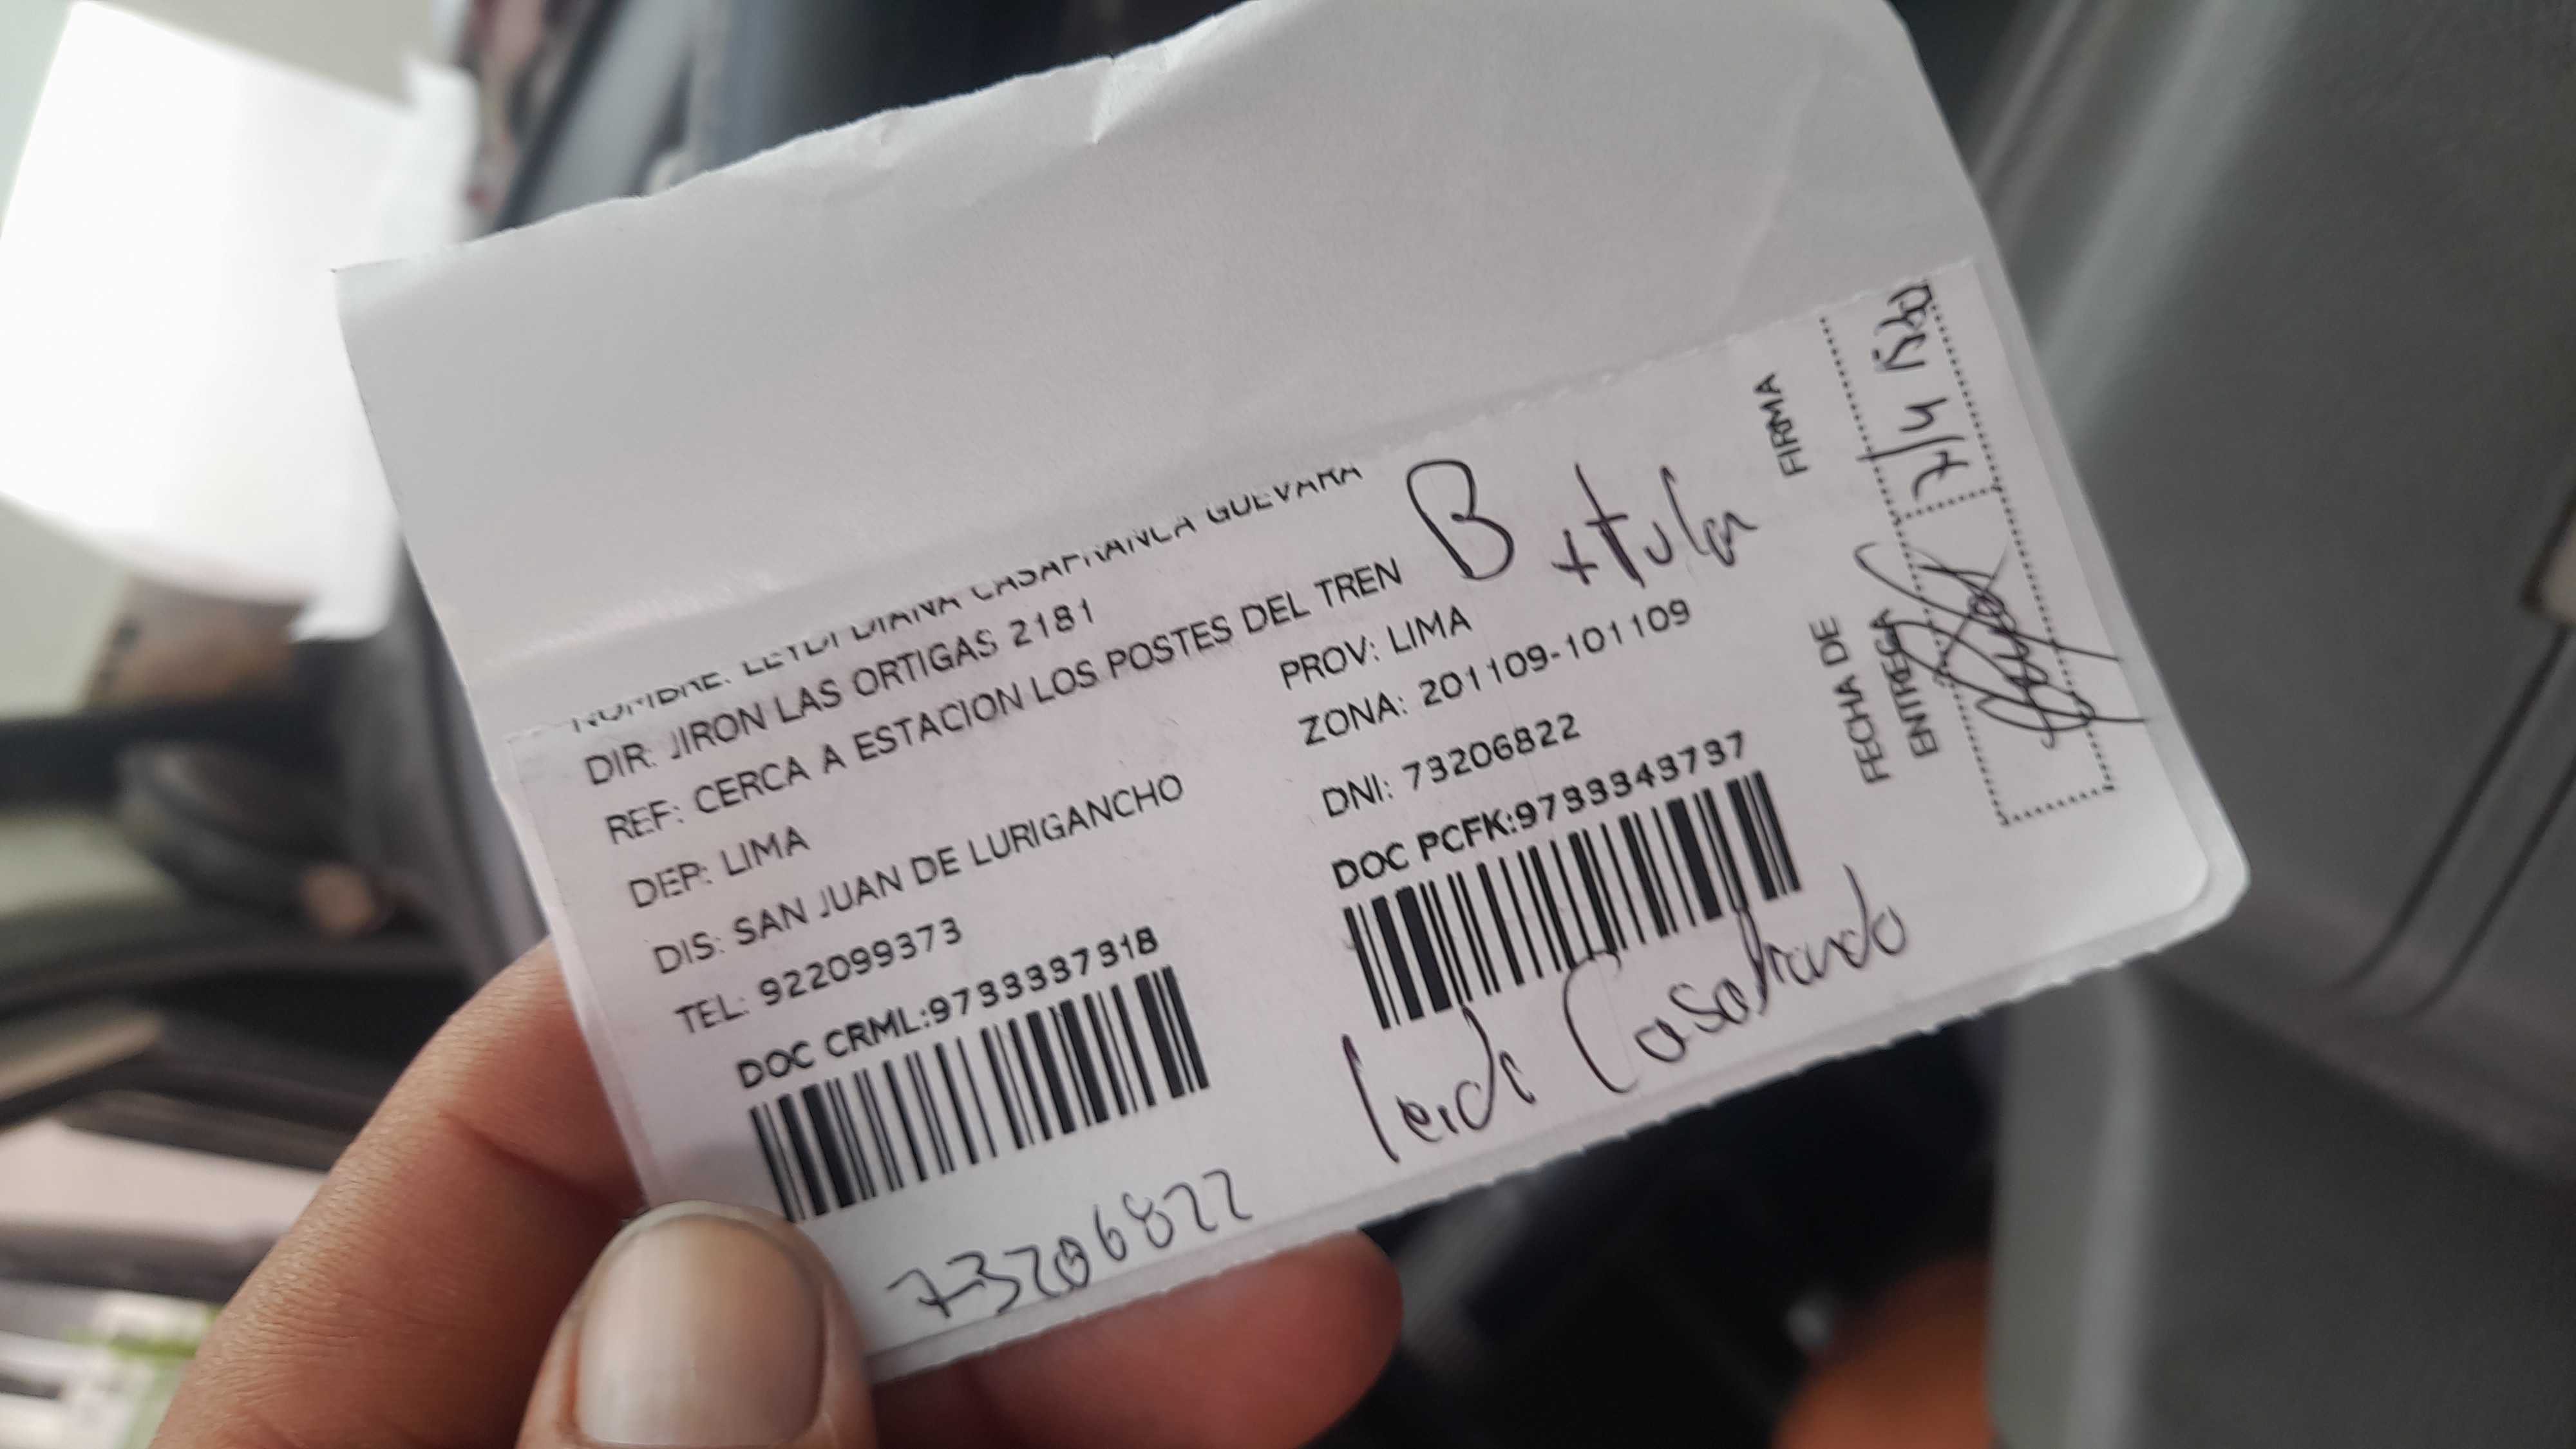 NOMBRE: LEYDI DIANA CASAFRANCA GUEVARA
DIR: JIRON LAS ORTIGAS 2181
REF: CERCA A ESTACION LOS POSTES DEL TREN
DEP: LIMA
PROV: LIMA
DIS: SAN JUAN DE LURIGANCHO
ZONA: 201109-101109
TEL: 922099373
DNI: 73206822
DOC CRML:9733337318
DOC PCFK:9733343737
B titular
FIRMA
FECHA DE
ENTREGA
73206822